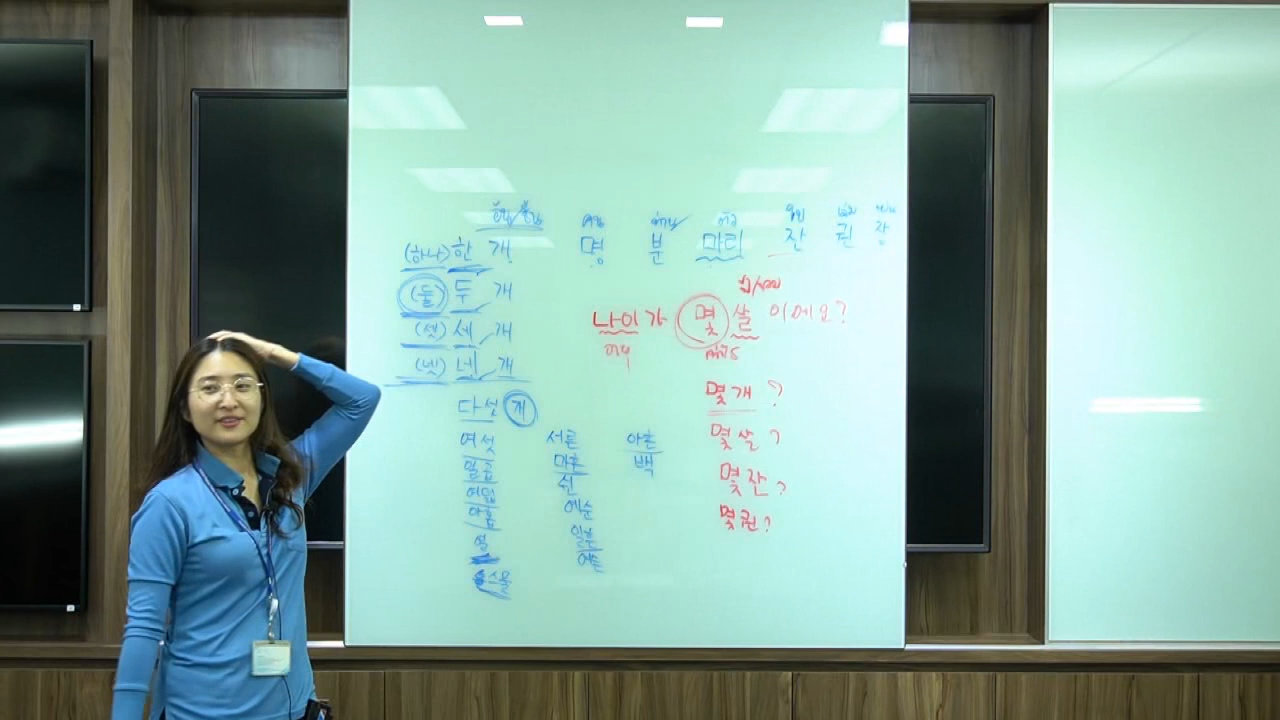 (하나) 한 개 명 분 마리 잔 권 장
(둘) 두 개
나이가 몇 살 이에요?
อายุ
(셋) 세 개
(넷) 네 개
몇 개 ?
다섯 개
여섯 서른 아흔
몇 살 ?
일곱 마흔 백
여덟 쉰
몇 잔 ?
아홉 예순
몇 권 ?
열 일흔
여든
스물